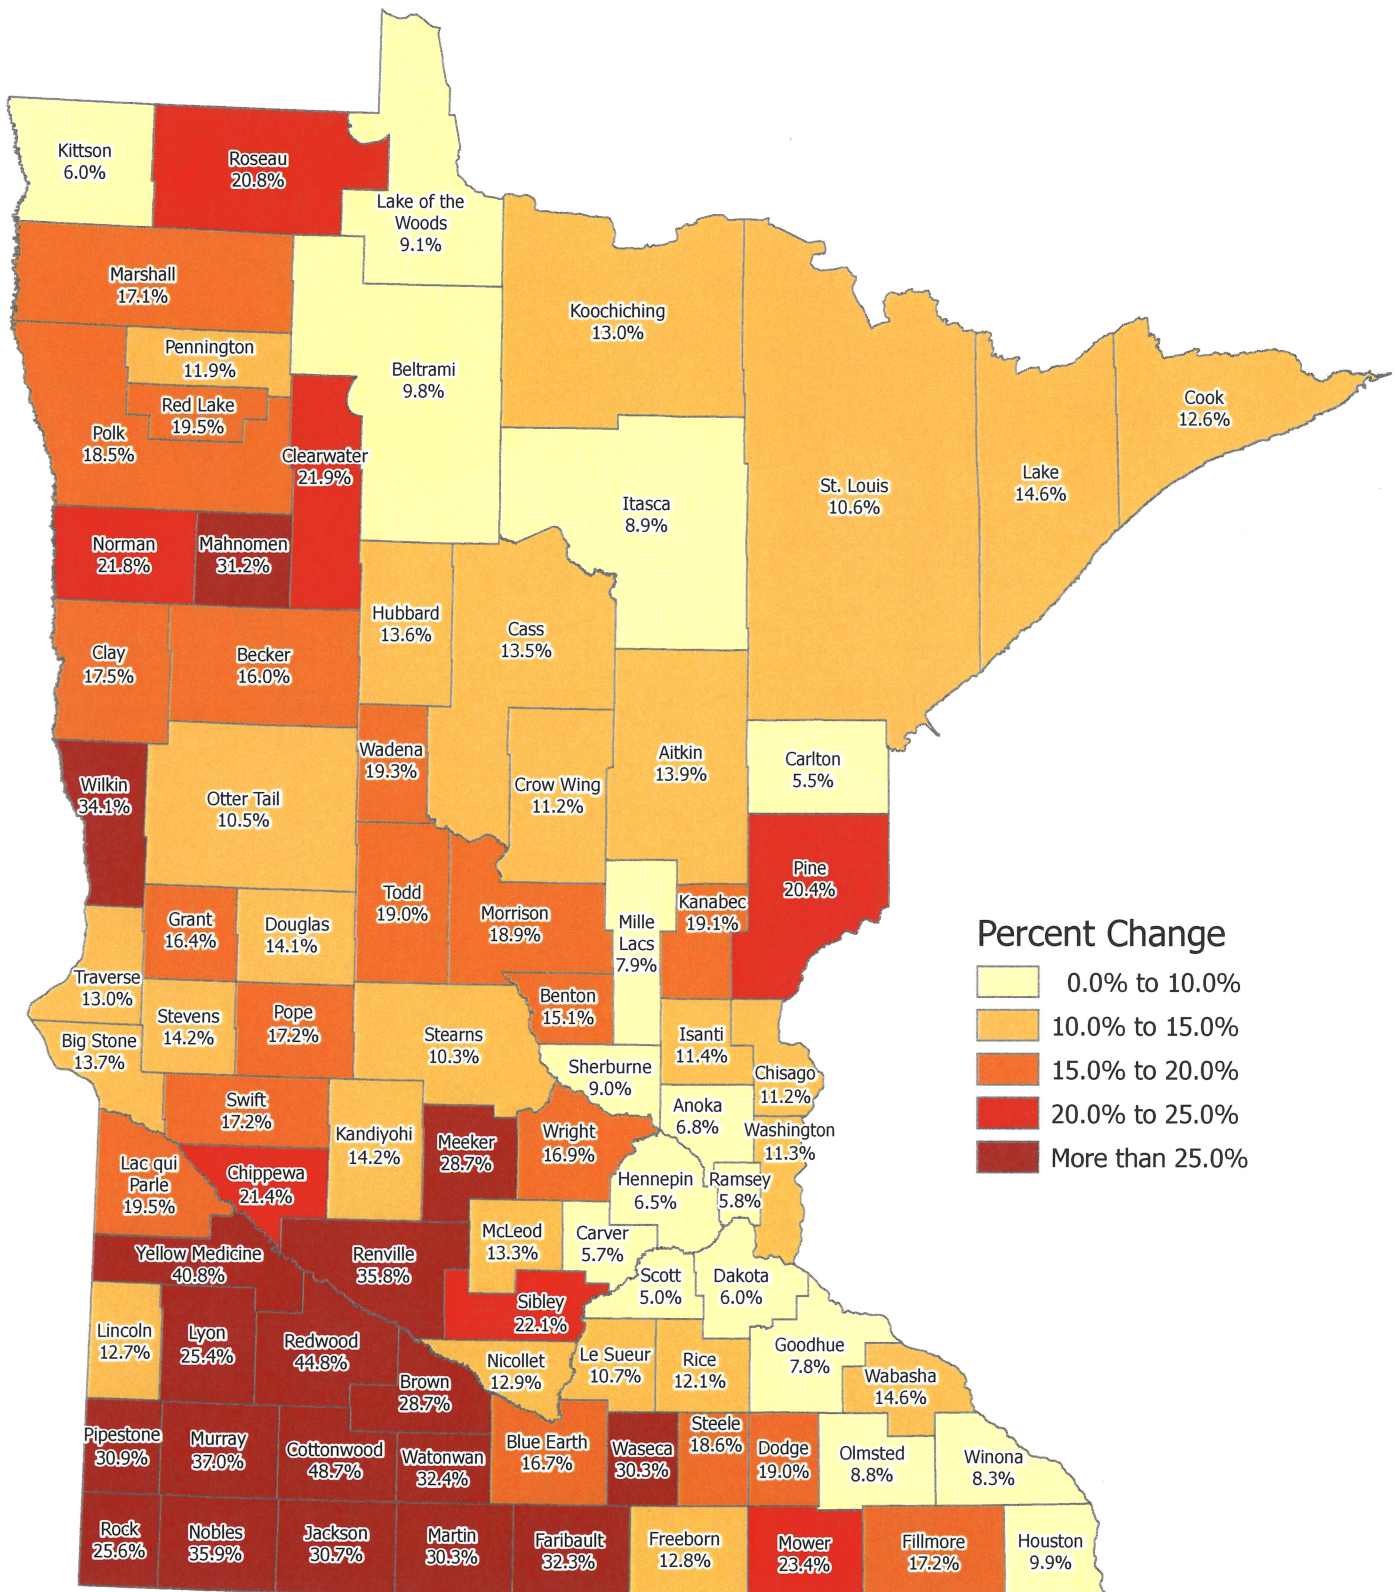 Kittson
6.0%
Roseau
20.8%
Lake of the
Woods
9.1%
Marshall
17.1%
Koochiching
13.0%
Pennington
11.9%
Beltrami
9.8%
Red Lake
19.5%
Polk
18.5%
Clearwater
21.9%
Cook
12.6%
Lake
14.6%
St. Louis
10.6%
Itasca
8.9%
Norman
21.8%
Mahnomen
31.2%
Hubbard
13.6%
Cass
13.5%
Clay
17.5%
Becker
16.0%
Wadena
19.3%
Aitkin
13.9%
Carlton
5.5%
Wilkin
34.1%
Otter Tail
10.5%
Crow Wing
11.2%
Pine
20.4%
Todd
19.0%
Morrison
18.9%
Kanabec
19.1%
Mille
Lacs
7.9%
Grant
16.4%
Douglas
14.1%
Percent Change
0.0% to 10.0%
10.0% to 15.0%
15.0% to 20.0%
20.0% to 25.0%
More than 25.0%
Traverse
13.0%
Benton
15.1%
Stevens
14.2%
Pope
17.2%
Stearns
10.3%
Isanti
11.4%
Big Stone
13.7%
Sherburne
9.0%
Chisago
11.2%
Swift
17.2%
Anoka
6.8%
Kandiyohi
14.2%
Meeker
28.7%
Wright
16.9%
Washington
11.3%
Lac qui
Parle
19.5%
Chippewa
21.4%
Hennepin
6.5%
Ramsey
5.8%
McLeod
13.3%
Carver
5.7%
Yellow Medicine
40.8%
Renville
35.8%
Scott
5.0%
Dakota
6.0%
Sibley
22.1%
Lincoln
12.7%
Lyon
25.4%
Redwood
44.8%
Nicollet
12.9%
Le Sueur
10.7%
Rice
12.1%
Goodhue
7.8%
Wabasha
14.6%
Brown
28.7%
Pipestone
30.9%
Murray
37.0%
Cottonwood
48.7%
Watonwan
32.4%
Blue Earth
16.7%
Waseca
30.3%
Steele
18.6%
Dodge
19.0%
Olmsted
8.8%
Winona
8.3%
Rock
25.6%
Nobles
35.9%
Jackson
30.7%
Martin
30.3%
Faribault
32.3%
Freeborn
12.8%
Mower
23.4%
Fillmore
17.2%
Houston
9.9%